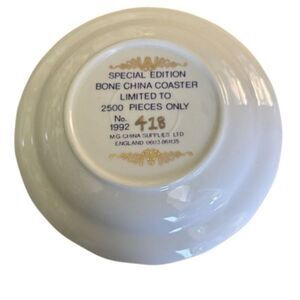 SPECIAL EDITION
BONE CHINA COASTER
LIMITED TO
2500 PIECES ONLY
No.
1992 418
M.G. CHINA SUPPLIES LTD
ENGLAND